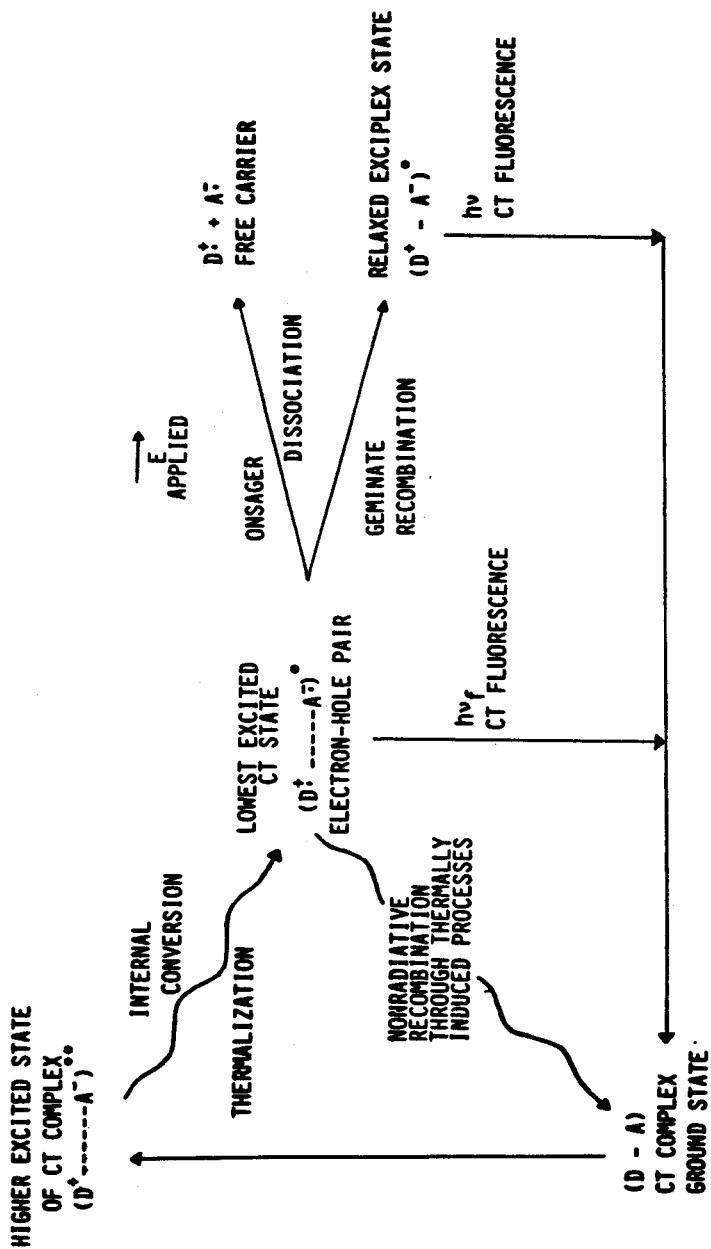 HIGHER EXCITED STATE
OF CT COMPLEX
(D⁺------A⁻)••
INTERNAL
CONVERSION
THERMALIZATION
LOWEST EXCITED
CT STATE
(D⁺̇ -----A⁻̇)•
ELECTRON-HOLE PAIR
E
APPLIED
ONSAGER
DISSOCIATION
D⁺̇ + A⁻̇
FREE CARRIER
GEMINATE
RECOMBINATION
RELAXED EXCIPLEX STATE
(D⁺ - A⁻)•
NONRADIATIVE
RECOMBINATION
THROUGH THERMALLY
INDUCED PROCESSES
hνf
CT FLUORESCENCE
hν
CT FLUORESCENCE
(D - A)
CT COMPLEX
GROUND STATE